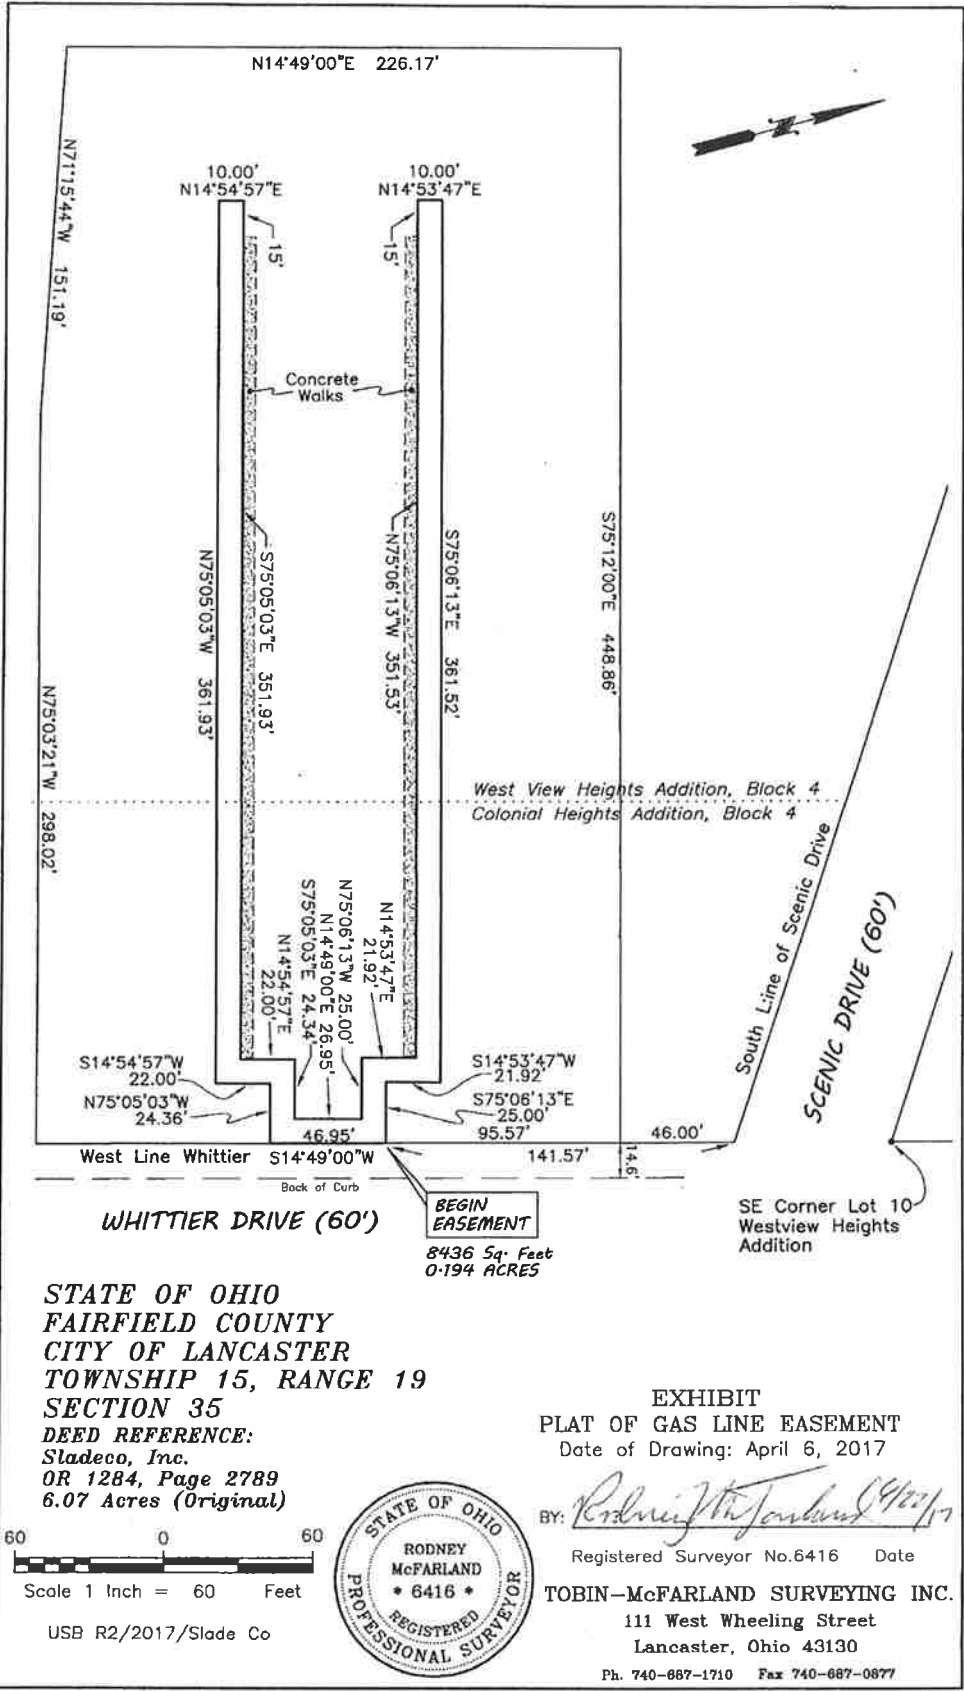 N14°49'00"E 226.17'
N71°15'44"W 151.19'
10.00'
N14°54'57"E
10.00'
N14°53'47"E
15'
15'
Concrete
Walks
N75°05'03"W 361.93'
S75°05'03"E 351.93'
N75°06'13"W 351.53'
S75°06'13"E 361.52'
S75°12'00"E 448.86'
N75°03'21"W 298.02'
West View Heights Addition, Block 4
Colonial Heights Addition, Block 4
South Line of Scenic Drive
SCENIC DRIVE (60')
N14°54'57"E
22.00'
S75°05'03"E 24.34'
N14°49'00"E 26.95'
N75°06'13"W 25.00'
N14°53'47"E
21.92'
S14°54'57"W
22.00'
N75°05'03"W
24.36'
S14°53'47"W
21.92'
S75°06'13"E
25.00'
46.95'
95.57'
46.00'
West Line Whittier S14°49'00"W
141.57'
14.6'
Back of Curb
WHITTIER DRIVE (60')
BEGIN
EASEMENT
8436 Sq. Feet
0.194 ACRES
SE Corner Lot 10
Westview Heights
Addition
STATE OF OHIO
FAIRFIELD COUNTY
CITY OF LANCASTER
TOWNSHIP 15, RANGE 19
SECTION 35
DEED REFERENCE:
Sladeco, Inc.
OR 1284, Page 2789
6.07 Acres (Original)
60 0 60
Scale 1 Inch = 60 Feet
USB R2/2017/Slade Co
STATE OF OHIO
RODNEY
McFARLAND
* 6416 *
REGISTERED
PROFESSIONAL SURVEYOR
EXHIBIT
PLAT OF GAS LINE EASEMENT
Date of Drawing: April 6, 2017
BY: Rodney McFarland 4/22/17
Registered Surveyor No.6416 Date
TOBIN-McFARLAND SURVEYING INC.
111 West Wheeling Street
Lancaster, Ohio 43130
Ph. 740-687-1710 Fax 740-687-0877